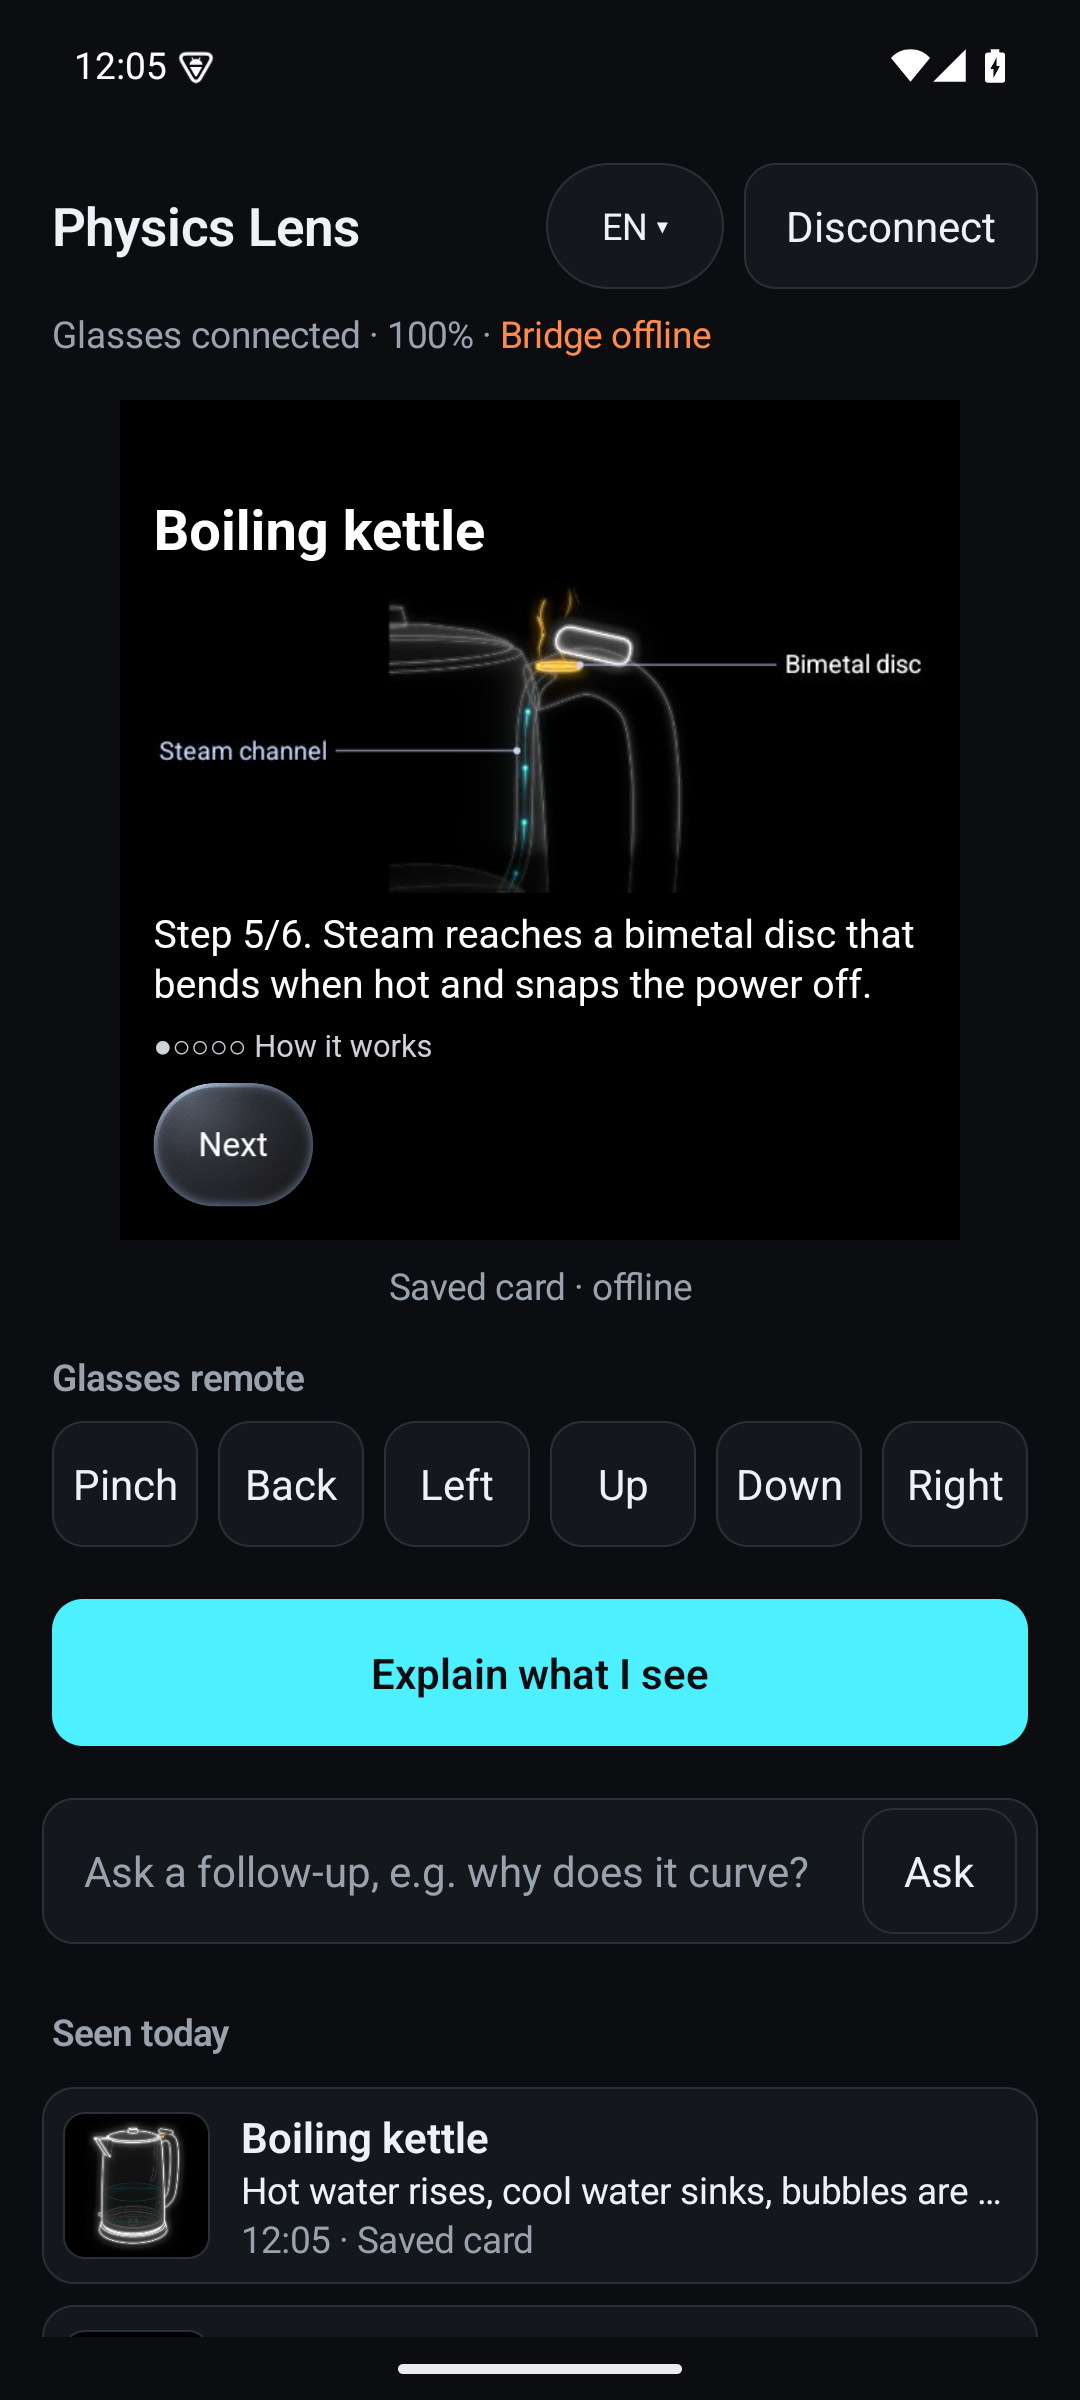 12:05
Physics Lens
EN ▾
Disconnect
Glasses connected · 100% · Bridge offline
Boiling kettle
Bimetal disc
Steam channel
Step 5/6. Steam reaches a bimetal disc that
bends when hot and snaps the power off.
●○○○○ How it works
Next
Saved card · offline
Glasses remote
Pinch
Back
Left
Up
Down
Right
Explain what I see
Ask a follow-up, e.g. why does it curve?
Ask
Seen today
Boiling kettle
Hot water rises, cool water sinks, bubbles are ...
12:05 · Saved card